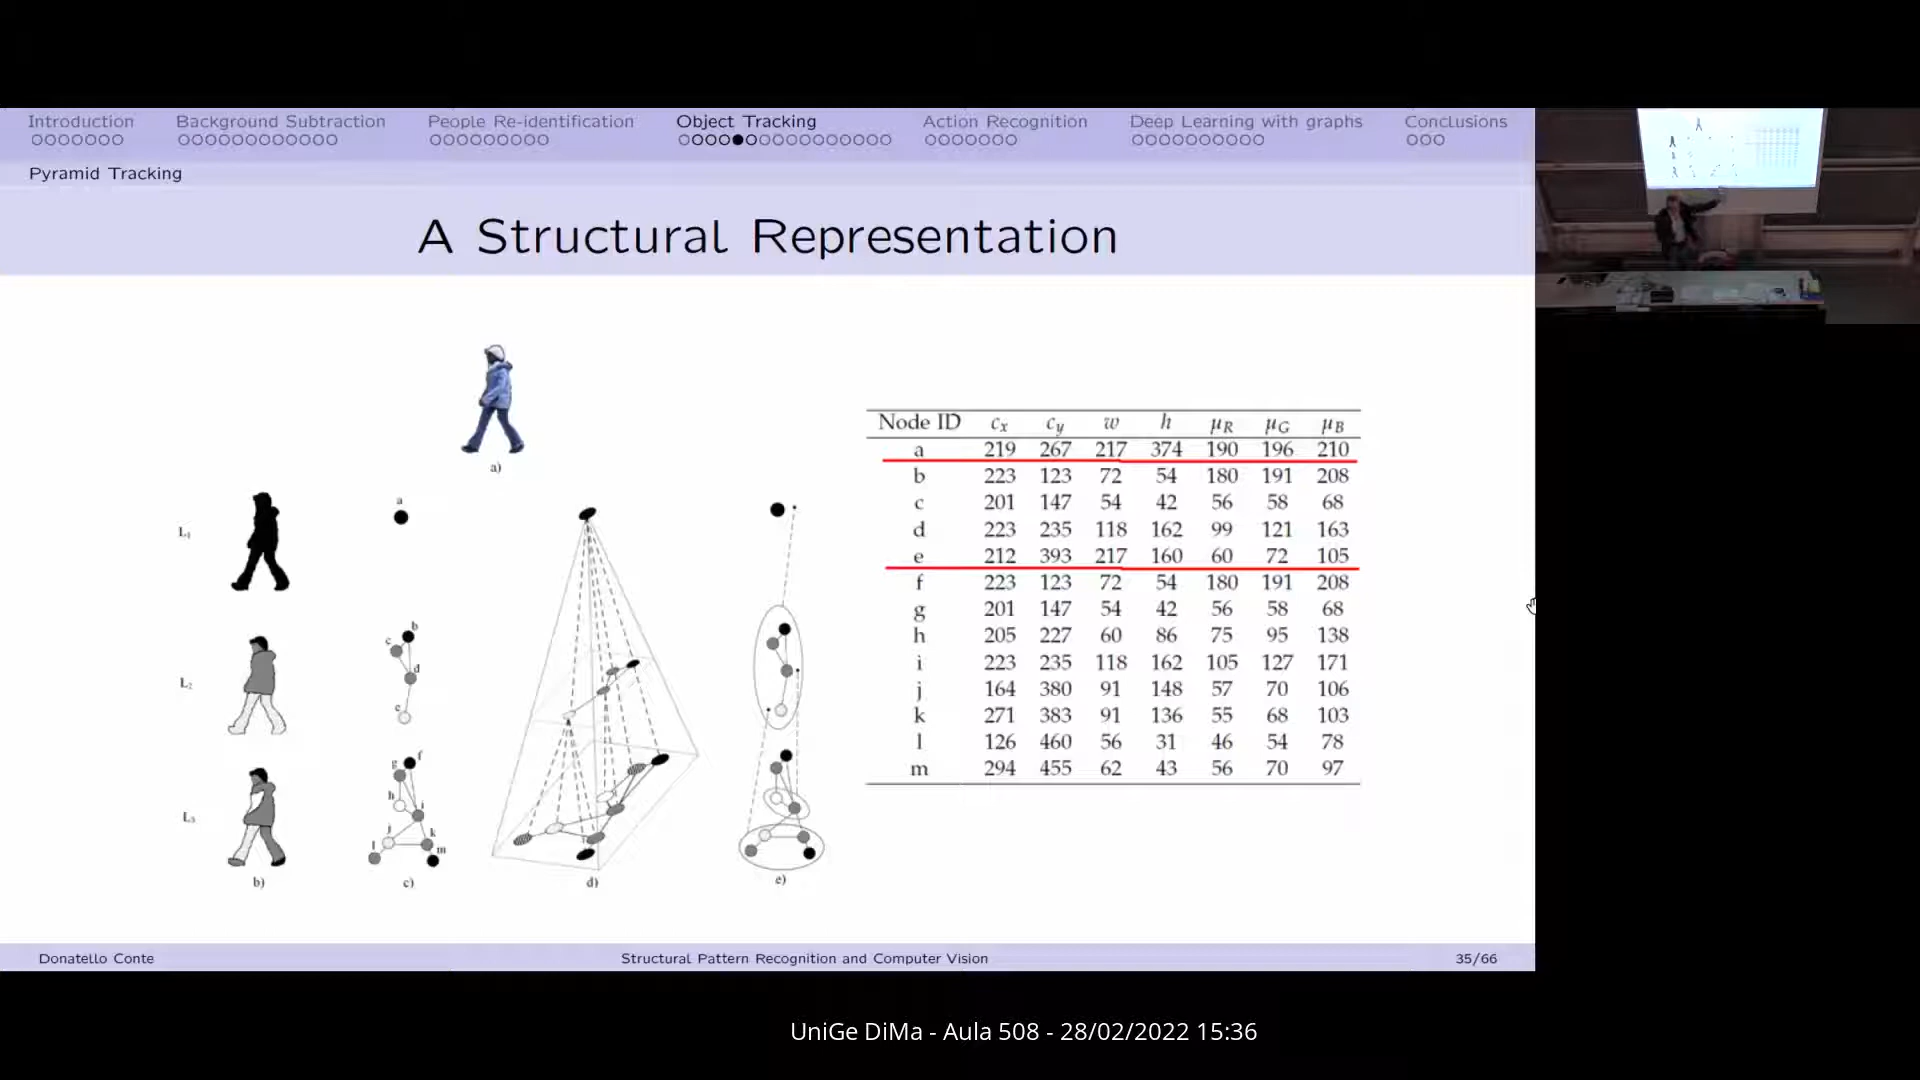 Introduction Background Subtraction People Re-identification Object Tracking Action Recognition Deep Learning with graphs Conclusions
Pyramid Tracking
A Structural Representation
a)
L₁
a
L₂
b
c
d
e
L₃
f
g
h
i
j
k
l
m
b)
c)
d)
e)
Node ID cx cy w h μR μG μB
a 219 267 217 374 190 196 210
b 223 123 72 54 180 191 208
c 201 147 54 42 56 58 68
d 223 235 118 162 99 121 163
e 212 393 217 160 60 72 105
f 223 123 72 54 180 191 208
g 201 147 54 42 56 58 68
h 205 227 60 86 75 95 138
i 223 235 118 162 105 127 171
j 164 380 91 148 57 70 106
k 271 383 91 136 55 68 103
l 126 460 56 31 46 54 78
m 294 455 62 43 56 70 97
Donatello Conte Structural Pattern Recognition and Computer Vision 35/66
UniGe DiMa - Aula 508 - 28/02/2022 15:36